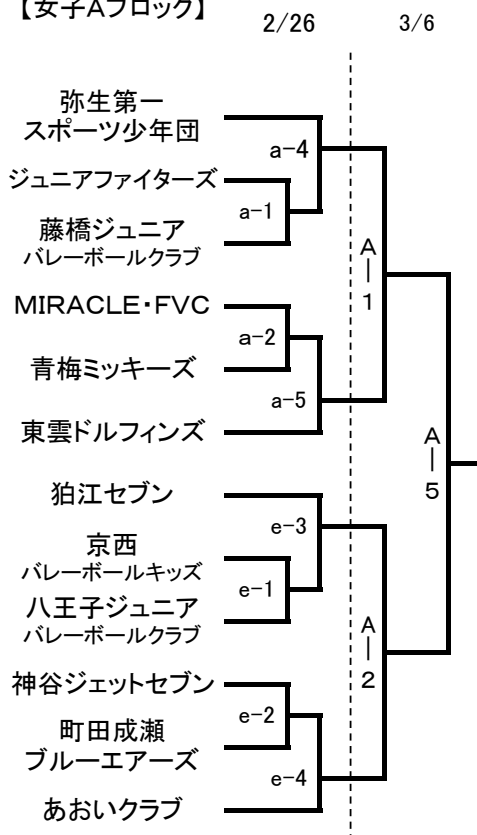 【女子Aブロック】
2/26
3/6
弥生第一
スポーツ少年団
a-4
ジュニアファイターズ
a-1
藤橋ジュニア
バレーボールクラブ
A
|
1
MIRACLE・FVC
a-2
青梅ミッキーズ
a-5
東雲ドルフィンズ
A
|
5
狛江セブン
e-3
京西
バレーボールキッズ
e-1
八王子ジュニア
バレーボールクラブ
A
|
2
神谷ジェットセブン
e-2
町田成瀬
ブルーエアーズ
e-4
あおいクラブ